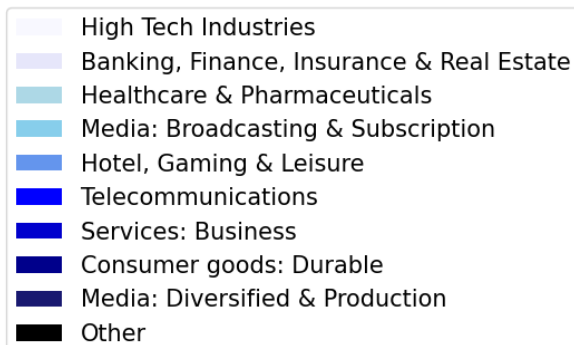 High Tech Industries
Banking, Finance, Insurance & Real Estate
Healthcare & Pharmaceuticals
Media: Broadcasting & Subscription
Hotel, Gaming & Leisure
Telecommunications
Services: Business
Consumer goods: Durable
Media: Diversified & Production
Other